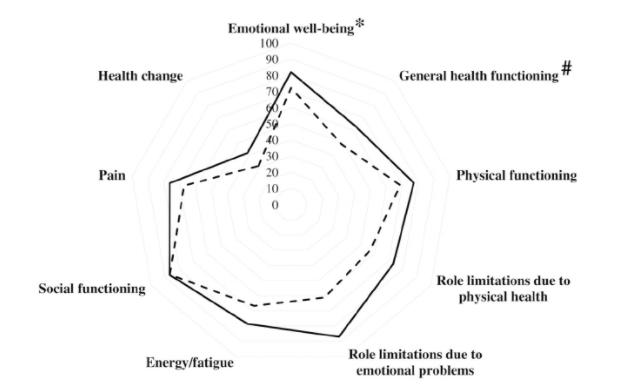 Emotional well-being*
100
90
80
70
60
50
40
30
20
10
0
General health functioning#
Physical functioning
Role limitations due to
physical health
Role limitations due to
emotional problems
Energy/fatigue
Social functioning
Pain
Health change